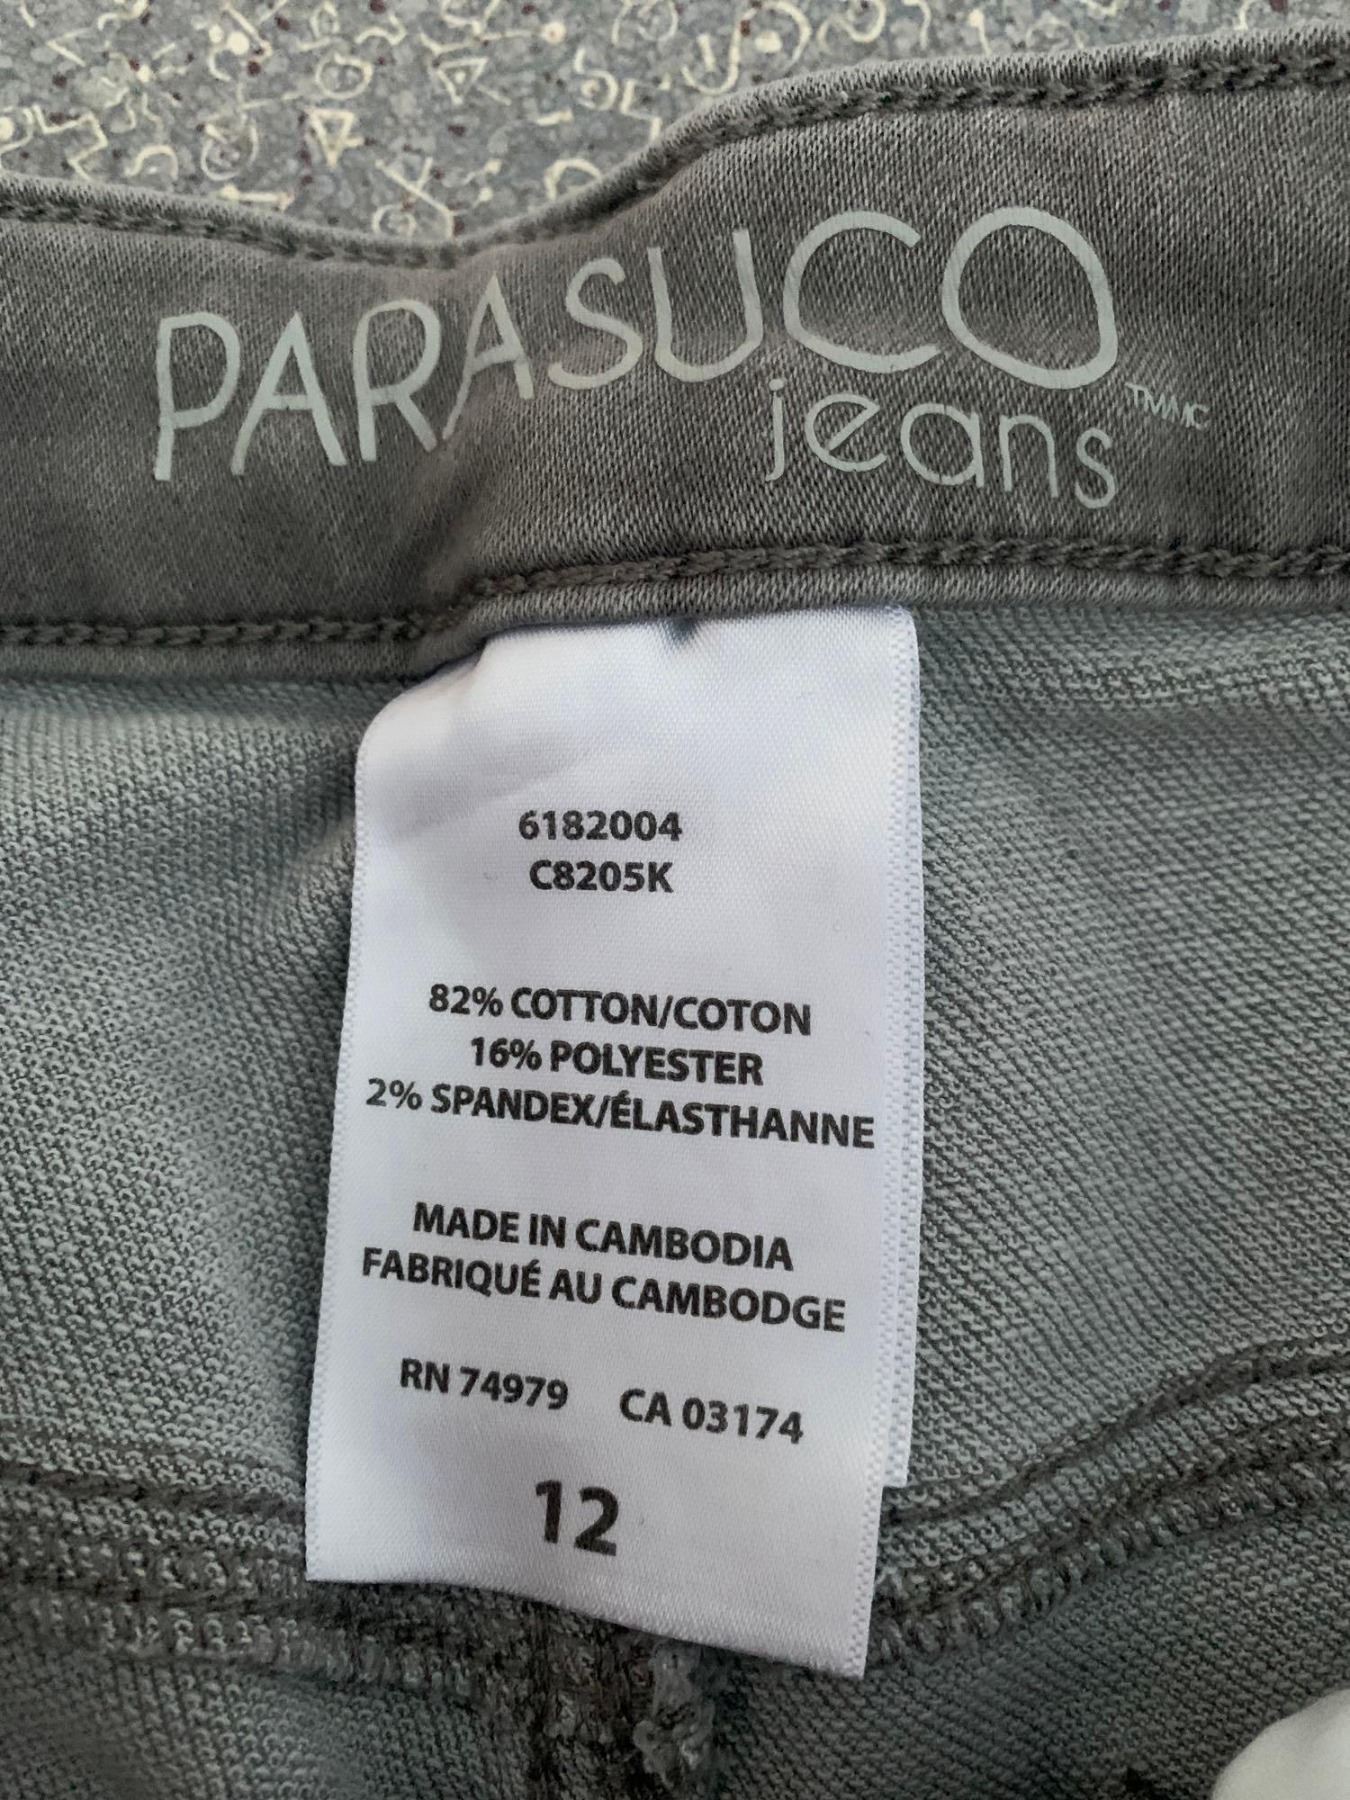 PARASUCO
jeans TM/MC
6182004
C8205K
82% COTTON/COTON
16% POLYESTER
2% SPANDEX/ÉLASTHANNE
MADE IN CAMBODIA
FABRIQUÉ AU CAMBODGE
RN 74979 CA 03174
12